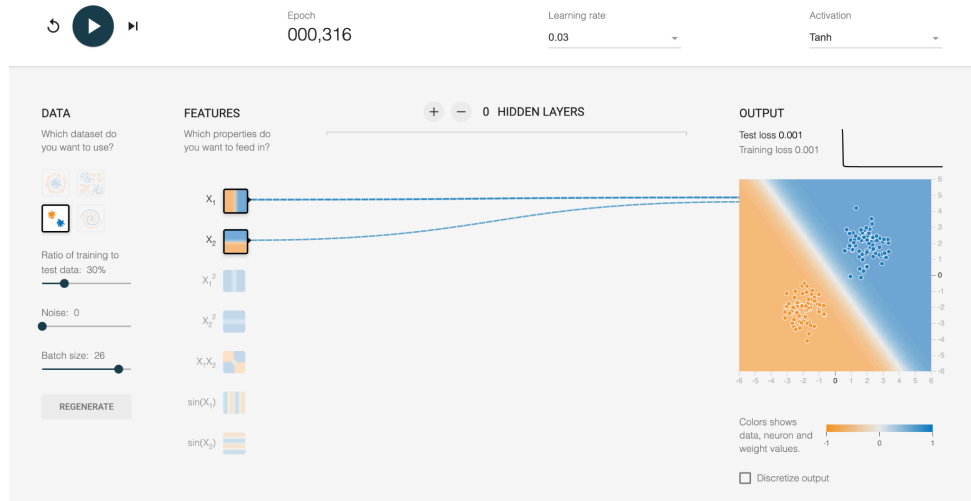 Epoch
000,316
Learning rate
0.03
Activation
Tanh
DATA
Which dataset do
you want to use?
Ratio of training to
test data: 30%
Noise: 0
Batch size: 26
REGENERATE
FEATURES
Which properties do
you want to feed in?
X₁
X₂
X₁²
X₂²
X₁X₂
sin(X₁)
sin(X₂)
+ − 0 HIDDEN LAYERS
OUTPUT
Test loss 0.001
Training loss 0.001
6
5
4
3
2
1
0
-1
-2
-3
-4
-5
-6
-6 -5 -4 -3 -2 -1 0 1 2 3 4 5 6
Colors shows
data, neuron and
weight values.
-1 0 1
Discretize output